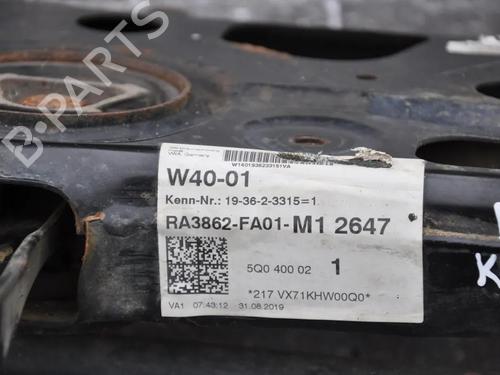 B-PARTS
W1401936233151VA
W40-01
Kenn-Nr.: 19-36-2-3315=1
RA3862-FA01-M1 2647
5Q0 400 02 1
*217 VX71KHW00Q0*
VA1 07:43:12 31.08.2019
K